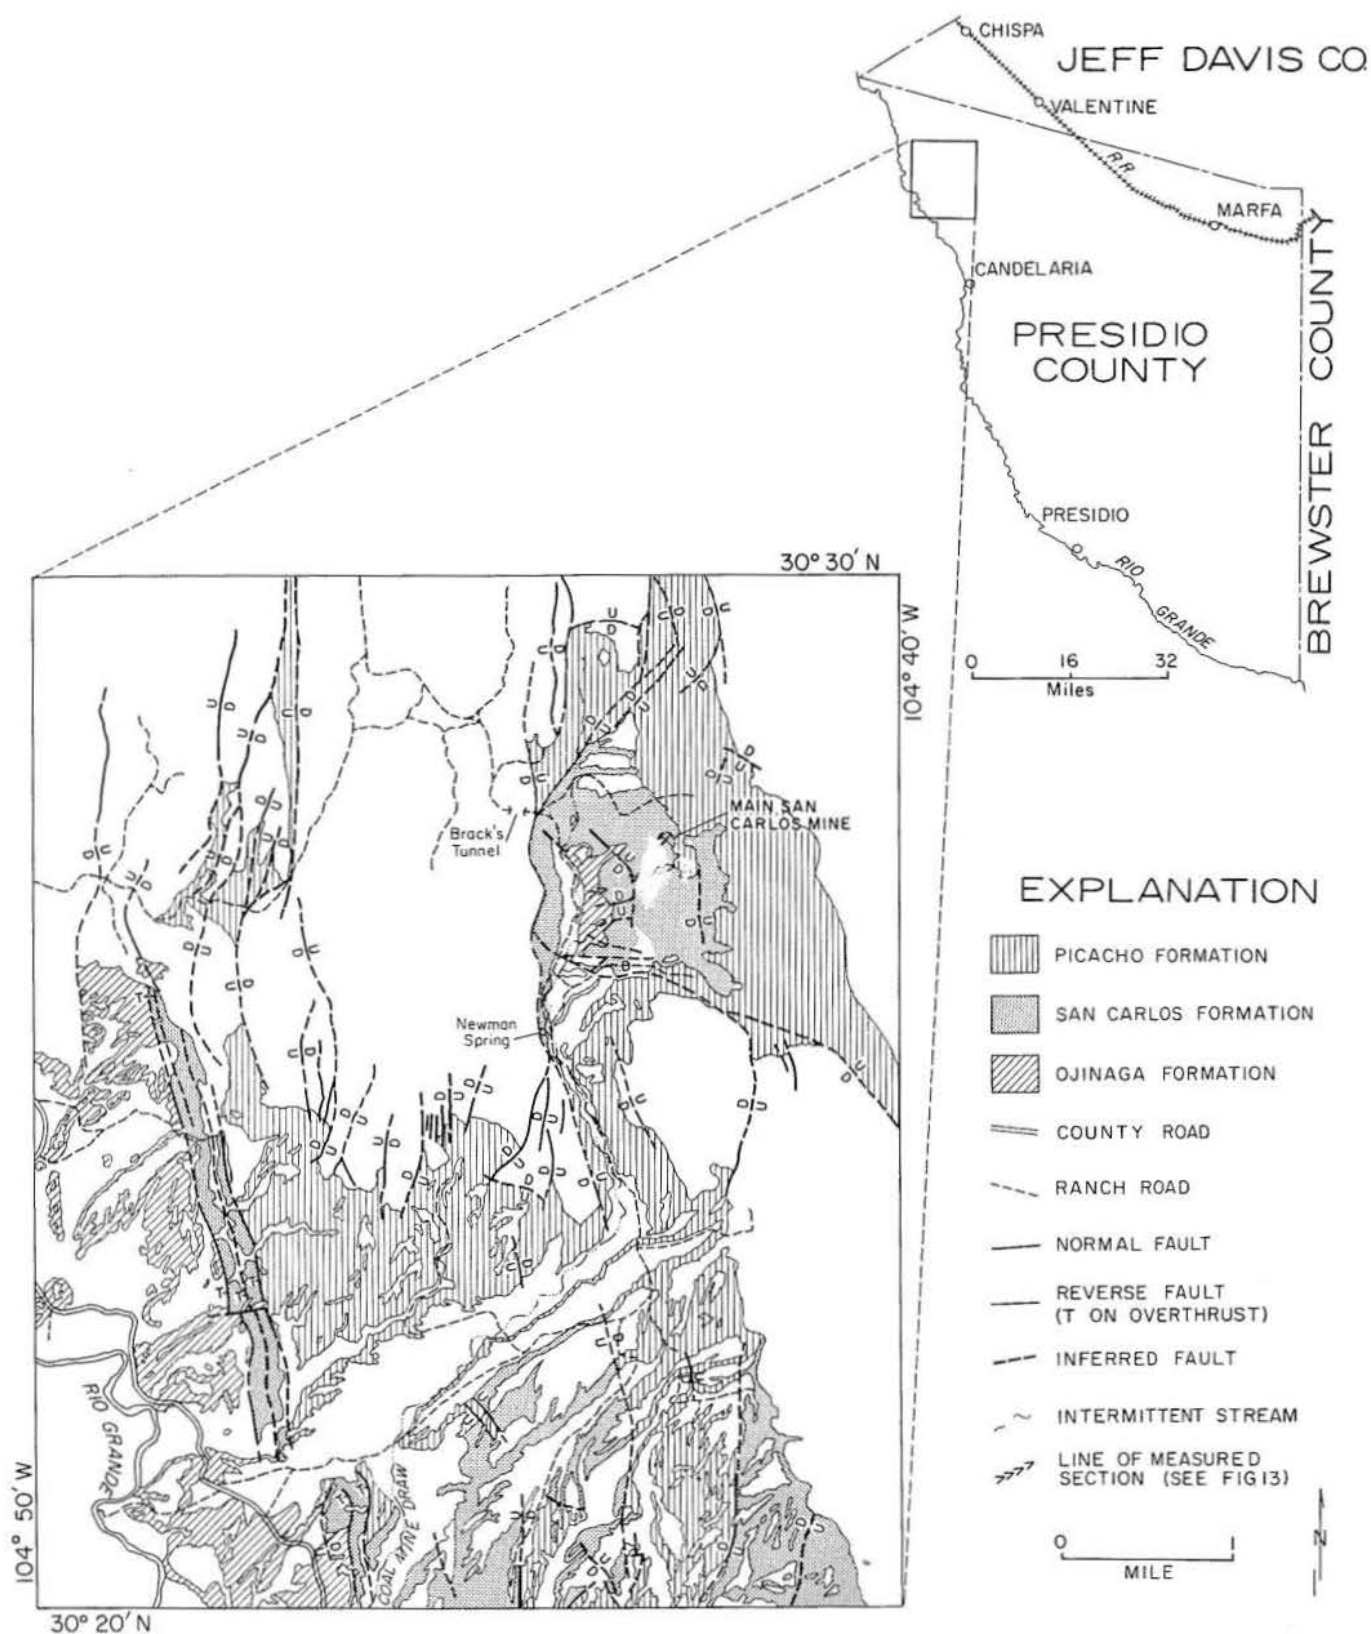 CHISPA
JEFF DAVIS CO.
VALENTINE
R.R.
MARFA
CANDELARIA
PRESIDIO
COUNTY
BREWSTER COUNTY
PRESIDIO
RIO
GRANDE
0 16 32
Miles
30° 30' N
104° 40' W
Brack's
Tunnel
MAIN SAN
CARLOS MINE
Newman
Spring
RIO GRANDE
COAL MINE DRAW
104° 50' W
30° 20' N
EXPLANATION
PICACHO FORMATION
SAN CARLOS FORMATION
OJINAGA FORMATION
COUNTY ROAD
RANCH ROAD
NORMAL FAULT
REVERSE FAULT
(T ON OVERTHRUST)
INFERRED FAULT
INTERMITTENT STREAM
LINE OF MEASURED
SECTION (SEE FIG 13)
N
0 1
MILE